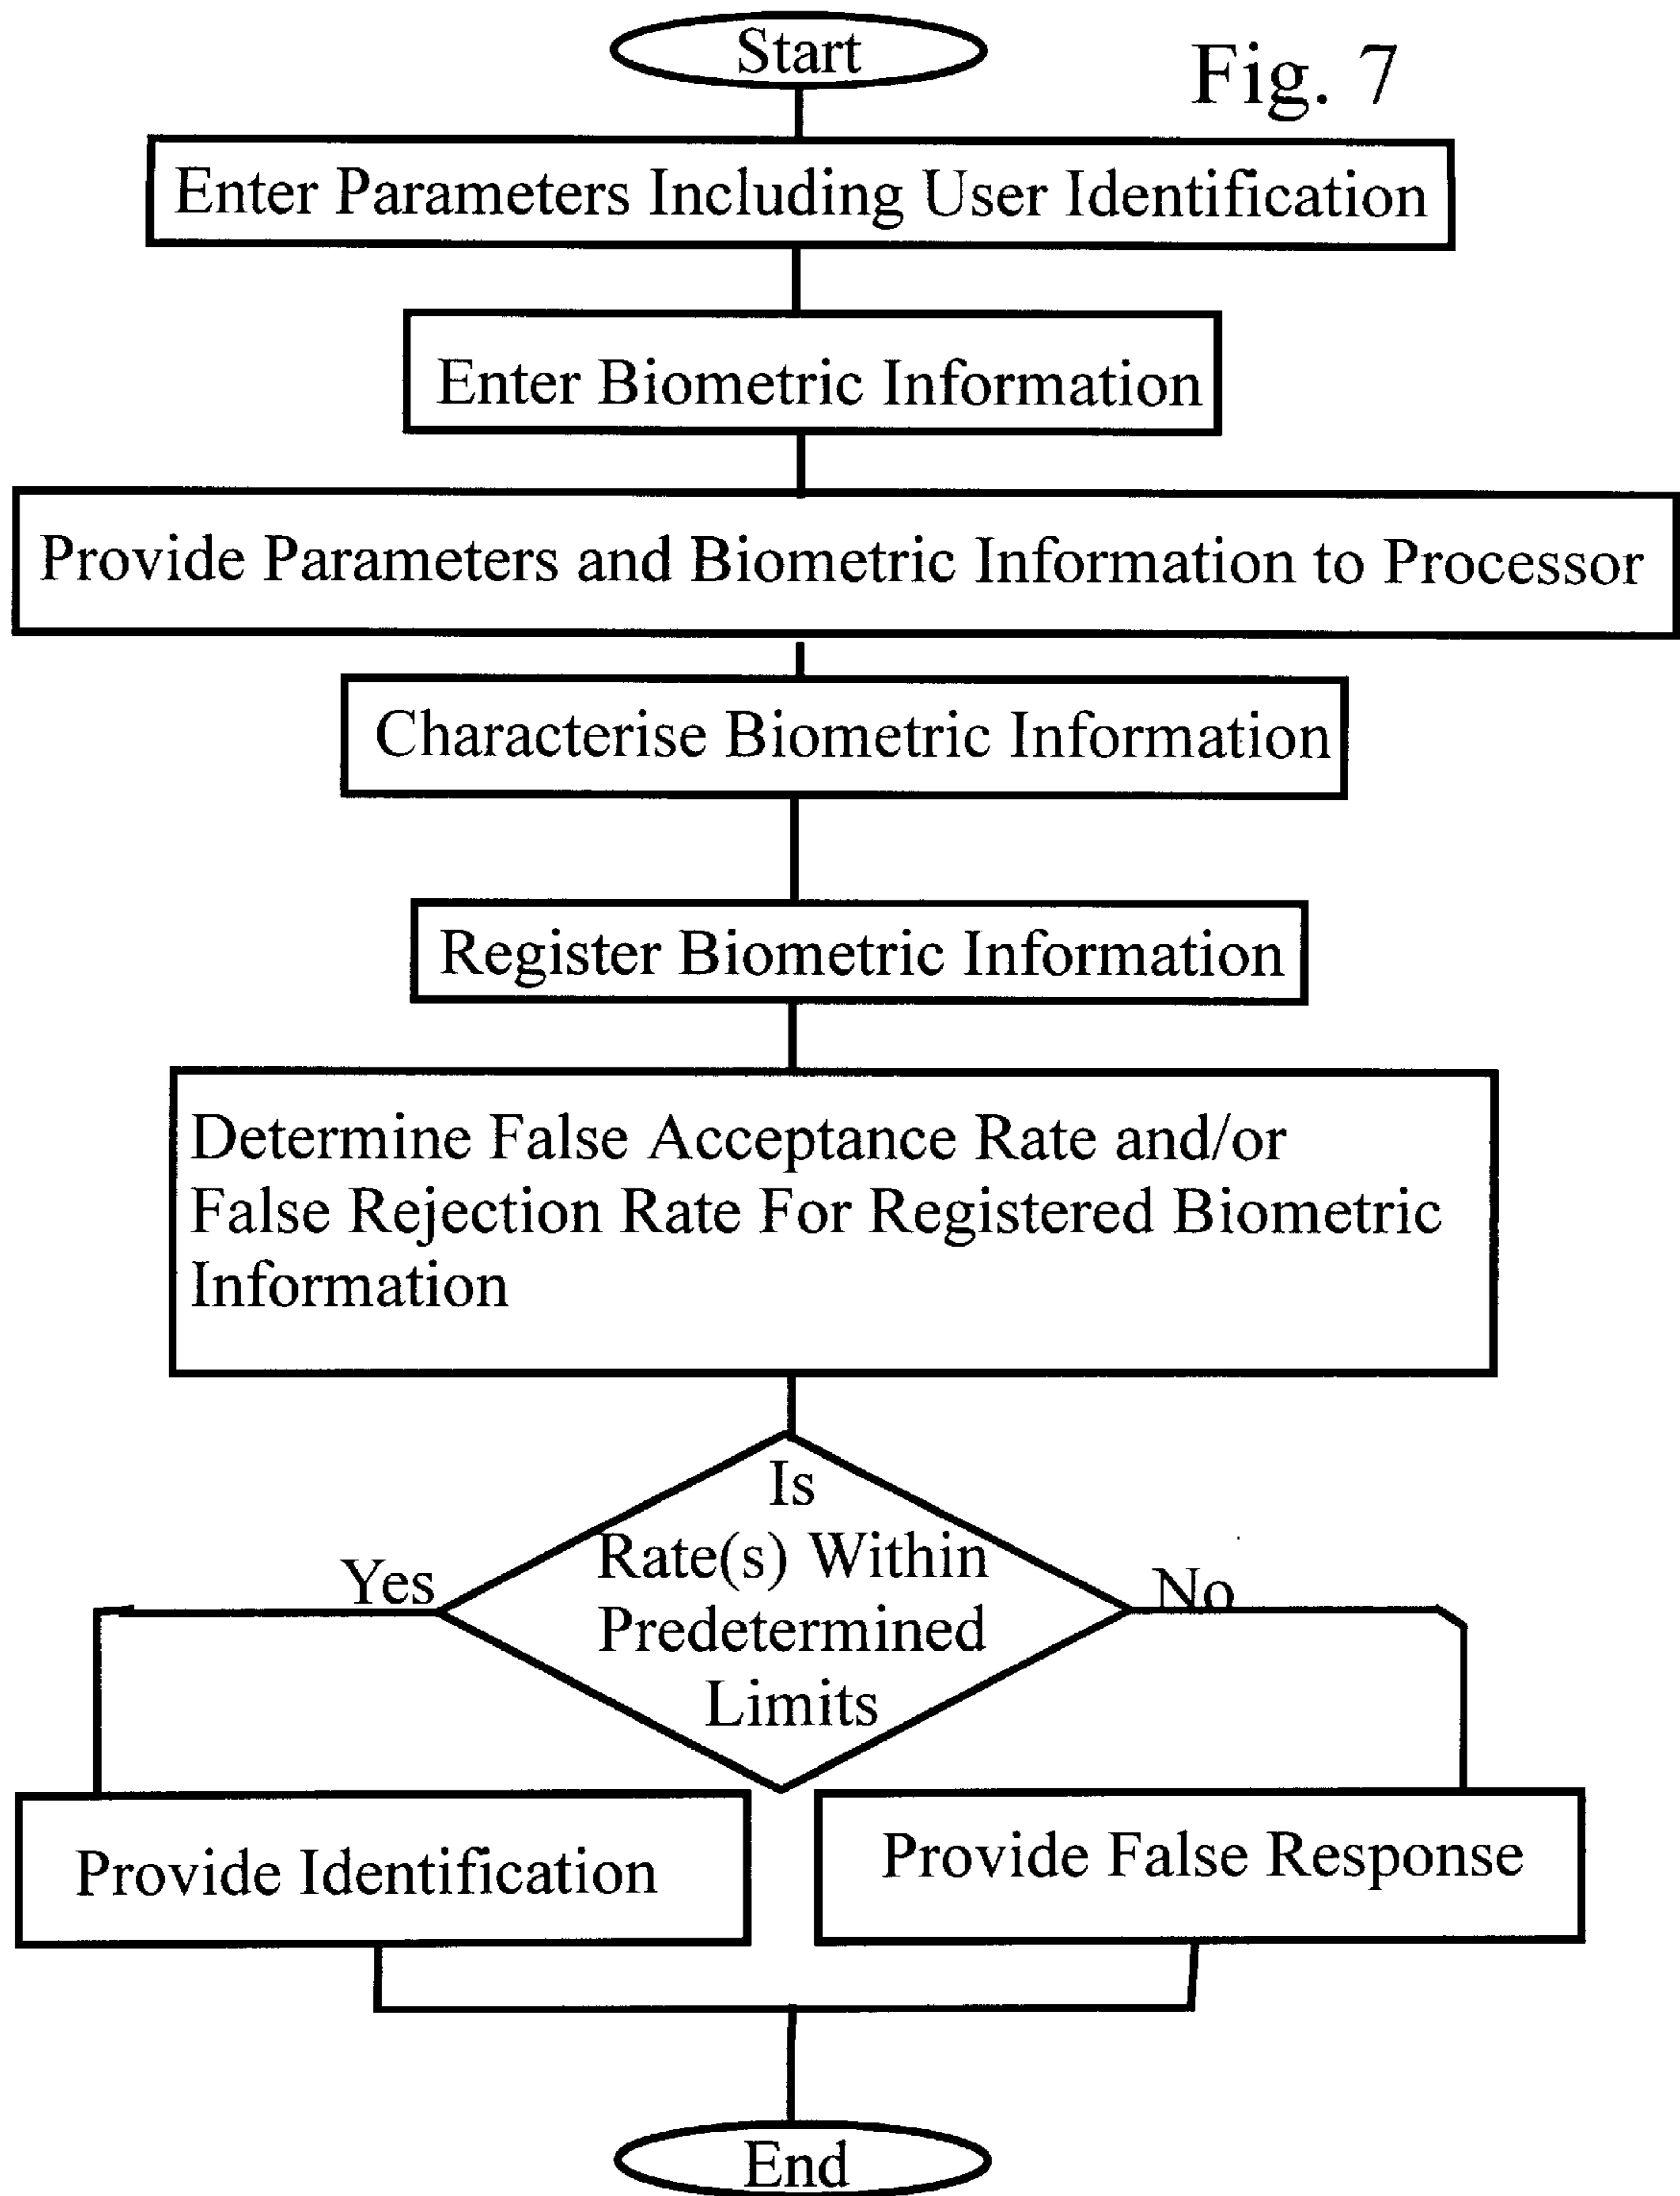 Start
Fig. 7
Enter Parameters Including User Identification
Enter Biometric Information
Provide Parameters and Biometric Information to Processor
Characterise Biometric Information
Register Biometric Information
Determine False Acceptance Rate and/or
False Rejection Rate For Registered Biometric
Information
Is
Rate(s) Within
Predetermined
Limits
Yes
No
Provide Identification
Provide False Response
End